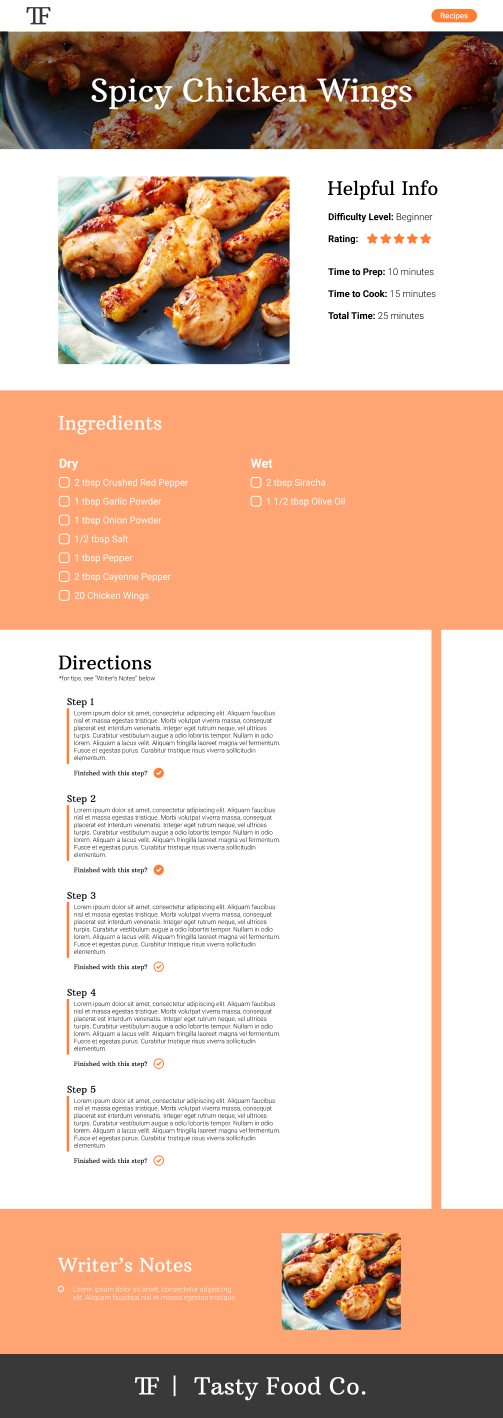 TF
Recipes
Spicy Chicken Wings
Helpful Info
Difficulty Level: Beginner
Rating:
Time to Prep: 10 minutes
Time to Cook: 15 minutes
Total Time: 25 minutes
Ingredients
Dry
2 tbsp Crushed Red Pepper
1 tbsp Garlic Powder
1 tbsp Onion Powder
1/2 tbsp Salt
1 tbsp Pepper
2 tbsp Cayenne Pepper
20 Chicken Wings
Wet
2 tbsp Siracha
1 1/2 tbsp Olive Oil
Directions
*for tips, see "Writer's Notes" below
Step 1
Lorem ipsum dolor sit amet, consectetur adipiscing elit. Aliquam faucibus
nisl et massa egestas tristique. Morbi volutpat viverra massa, consequat
placerat est interdum venenatis. Integer eget rutrum neque, vel ultrices
turpis. Curabitur vestibulum augue a odio lobortis tempor. Nullam in odio
lorem. Aliquam a lacus velit. Aliquam fringilla laoreet magna vel fermentum.
Fusce et egestas purus. Curabitur tristique risus viverra sollicitudin
elementum.
Finished with this step?
Step 2
Lorem ipsum dolor sit amet, consectetur adipiscing elit. Aliquam faucibus
nisl et massa egestas tristique. Morbi volutpat viverra massa, consequat
placerat est interdum venenatis. Integer eget rutrum neque, vel ultrices
turpis. Curabitur vestibulum augue a odio lobortis tempor. Nullam in odio
lorem. Aliquam a lacus velit. Aliquam fringilla laoreet magna vel fermentum.
Fusce et egestas purus. Curabitur tristique risus viverra sollicitudin
elementum.
Finished with this step?
Step 3
Lorem ipsum dolor sit amet, consectetur adipiscing elit. Aliquam faucibus
nisl et massa egestas tristique. Morbi volutpat viverra massa, consequat
placerat est interdum venenatis. Integer eget rutrum neque, vel ultrices
turpis. Curabitur vestibulum augue a odio lobortis tempor. Nullam in odio
lorem. Aliquam a lacus velit. Aliquam fringilla laoreet magna vel fermentum.
Fusce et egestas purus. Curabitur tristique risus viverra sollicitudin
elementum.
Finished with this step?
Step 4
Lorem ipsum dolor sit amet, consectetur adipiscing elit. Aliquam faucibus
nisl et massa egestas tristique. Morbi volutpat viverra massa, consequat
placerat est interdum venenatis. Integer eget rutrum neque, vel ultrices
turpis. Curabitur vestibulum augue a odio lobortis tempor. Nullam in odio
lorem. Aliquam a lacus velit. Aliquam fringilla laoreet magna vel fermentum.
Fusce et egestas purus. Curabitur tristique risus viverra sollicitudin
elementum.
Finished with this step?
Step 5
Lorem ipsum dolor sit amet, consectetur adipiscing elit. Aliquam faucibus
nisl et massa egestas tristique. Morbi volutpat viverra massa, consequat
placerat est interdum venenatis. Integer eget rutrum neque, vel ultrices
turpis. Curabitur vestibulum augue a odio lobortis tempor. Nullam in odio
lorem. Aliquam a lacus velit. Aliquam fringilla laoreet magna vel fermentum.
Fusce et egestas purus. Curabitur tristique risus viverra sollicitudin
elementum.
Finished with this step?
Writer's Notes
Lorem ipsum dolor sit amet, consectetur adipiscing
elit. Aliquam faucibus nisl et massa egestas tristique.
TF | Tasty Food Co.